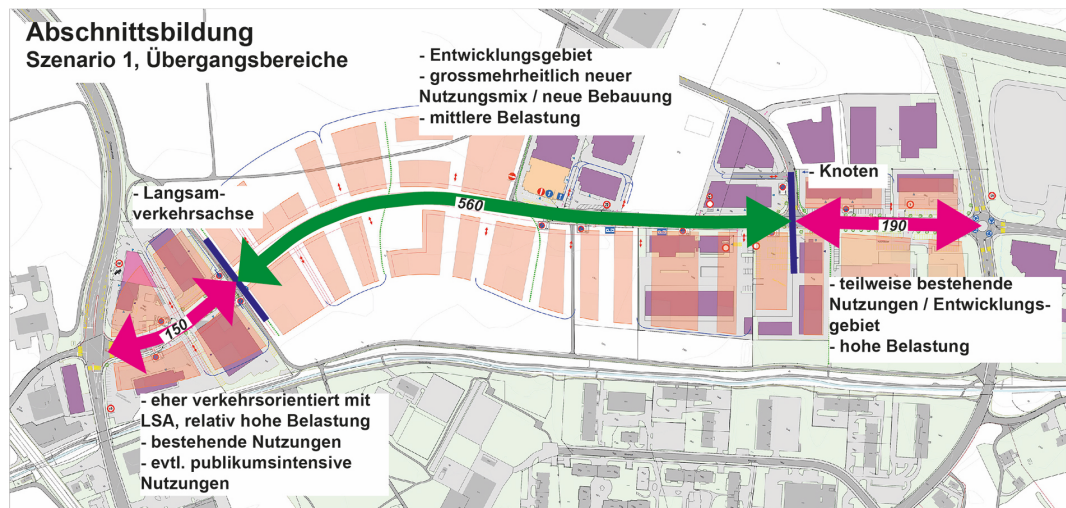 Abschnittsbildung
Szenario 1, Übergangsbereiche
- Entwicklungsgebiet
- grossmehrheitlich neuer
Nutzungsmix / neue Bebauung
- mittlere Belastung
- Langsam-
verkehrsachse
560
- Knoten
190
150
- teilweise bestehende
Nutzungen / Entwicklungs-
gebiet
- hohe Belastung
- eher verkehrsorientiert mit
LSA, relativ hohe Belastung
- bestehende Nutzungen
- evtl. publikumsintensive
Nutzungen